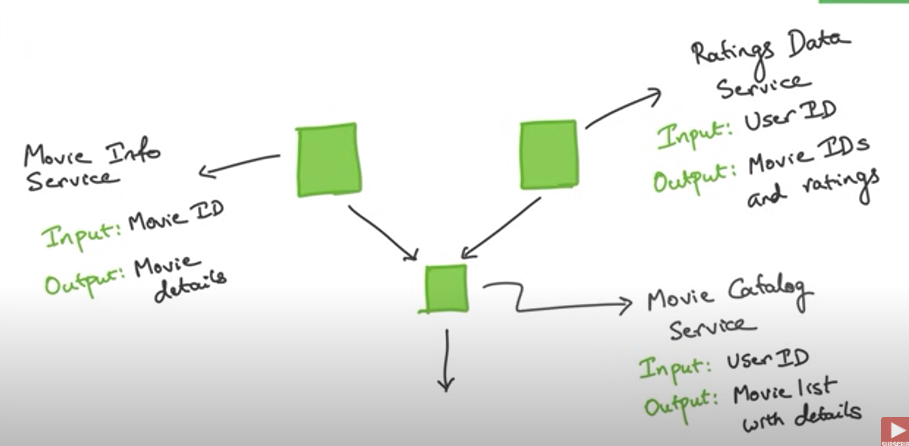 Movie Info
Service
Input: Movie ID
Output: Movie
details
Ratings Data
Service
Input: User ID
Output: Movie IDs
and ratings
Movie Catalog
Service
Input: User ID
Output: Movie list
with details
SUBSCRIBE